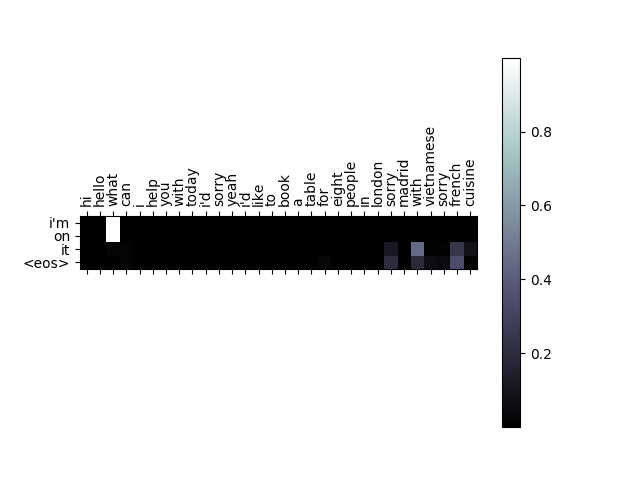 hi hello what can i help you with today i'd sorry yeah i'd like to book a table for eight people in london sorry madrid with vietnamese sorry french cuisine
i'm
on
it
<eos>
0.8
0.6
0.4
0.2